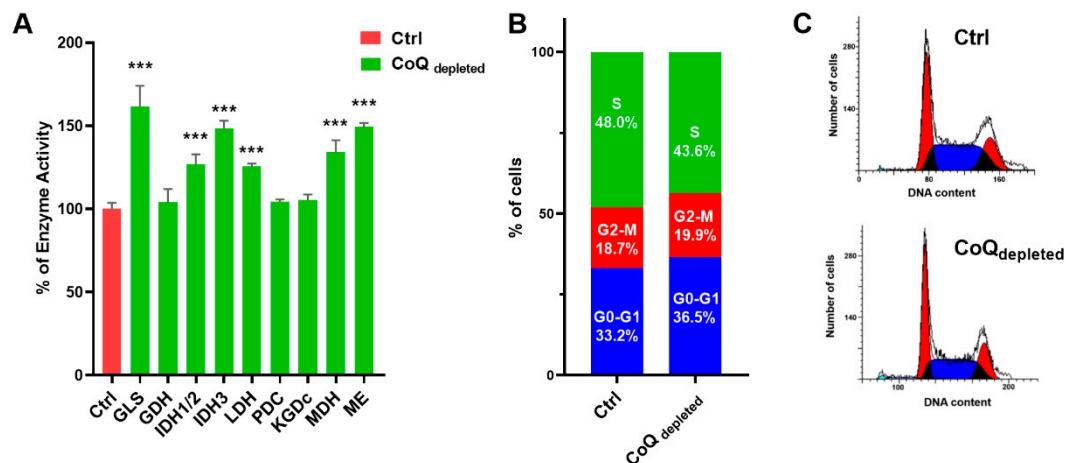 A
% of Enzyme Activity
200
150
100
50
0
Ctrl
CoQ depleted
***
***
***
***
***
***
Ctrl
GLS
GDH
IDH1/2
IDH3
LDH
PDC
KGDc
MDH
ME
B
% of cells
100
50
0
S
48.0%
G2-M
18.7%
G0-G1
33.2%
S
43.6%
G2-M
19.9%
G0-G1
36.5%
Ctrl
CoQ depleted
C
Ctrl
Number of cells
280
140
0
0 80 160
DNA content
CoQdepleted
Number of cells
280
140
0
100 200
DNA content